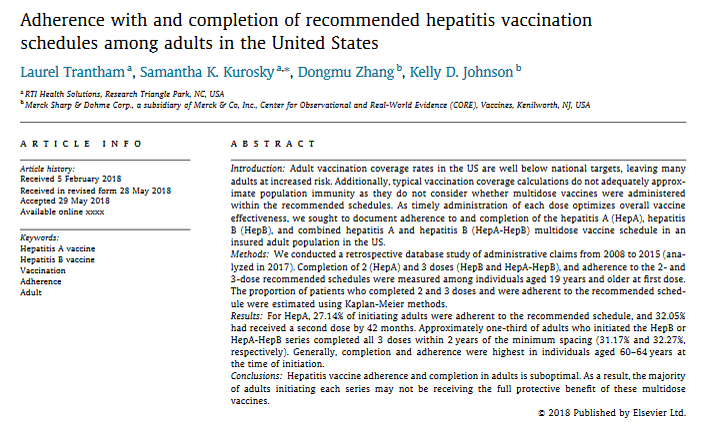 Adherence with and completion of recommended hepatitis vaccination
schedules among adults in the United States
Laurel Trantham a, Samantha K. Kurosky a,*, Dongmu Zhang b, Kelly D. Johnson b
a RTI Health Solutions, Research Triangle Park, NC, USA
b Merck Sharp & Dohme Corp., a subsidiary of Merck & Co, Inc., Center for Observational and Real-World Evidence (CORE), Vaccines, Kenilworth, NJ, USA
ARTICLE INFO
Article history:
Received 5 February 2018
Received in revised form 28 May 2018
Accepted 29 May 2018
Available online xxxx
Keywords:
Hepatitis A vaccine
Hepatitis B vaccine
Vaccination
Adherence
Adult
ABSTRACT
Introduction: Adult vaccination coverage rates in the US are well below national targets, leaving many
adults at increased risk. Additionally, typical vaccination coverage calculations do not adequately approx-
imate population immunity as they do not consider whether multidose vaccines were administered
within the recommended schedules. As timely administration of each dose optimizes overall vaccine
effectiveness, we sought to document adherence to and completion of the hepatitis A (HepA), hepatitis
B (HepB), and combined hepatitis A and hepatitis B (HepA-HepB) multidose vaccine schedule in an
insured adult population in the US.
Methods: We conducted a retrospective database study of administrative claims from 2008 to 2015 (ana-
lyzed in 2017). Completion of 2 (HepA) and 3 doses (HepB and HepA-HepB), and adherence to the 2- and
3-dose recommended schedules were measured among individuals aged 19 years and older at first dose.
The proportion of patients who completed 2 and 3 doses and were adherent to the recommended sched-
ule were estimated using Kaplan-Meier methods.
Results: For HepA, 27.14% of initiating adults were adherent to the recommended schedule, and 32.05%
had received a second dose by 42 months. Approximately one-third of adults who initiated the HepB or
HepA-HepB series completed all 3 doses within 2 years of the minimum spacing (31.17% and 32.27%,
respectively). Generally, completion and adherence were highest in individuals aged 60–64 years at
the time of initiation.
Conclusions: Hepatitis vaccine adherence and completion in adults is suboptimal. As a result, the majority
of adults initiating each series may not be receiving the full protective benefit of these multidose
vaccines.
© 2018 Published by Elsevier Ltd.